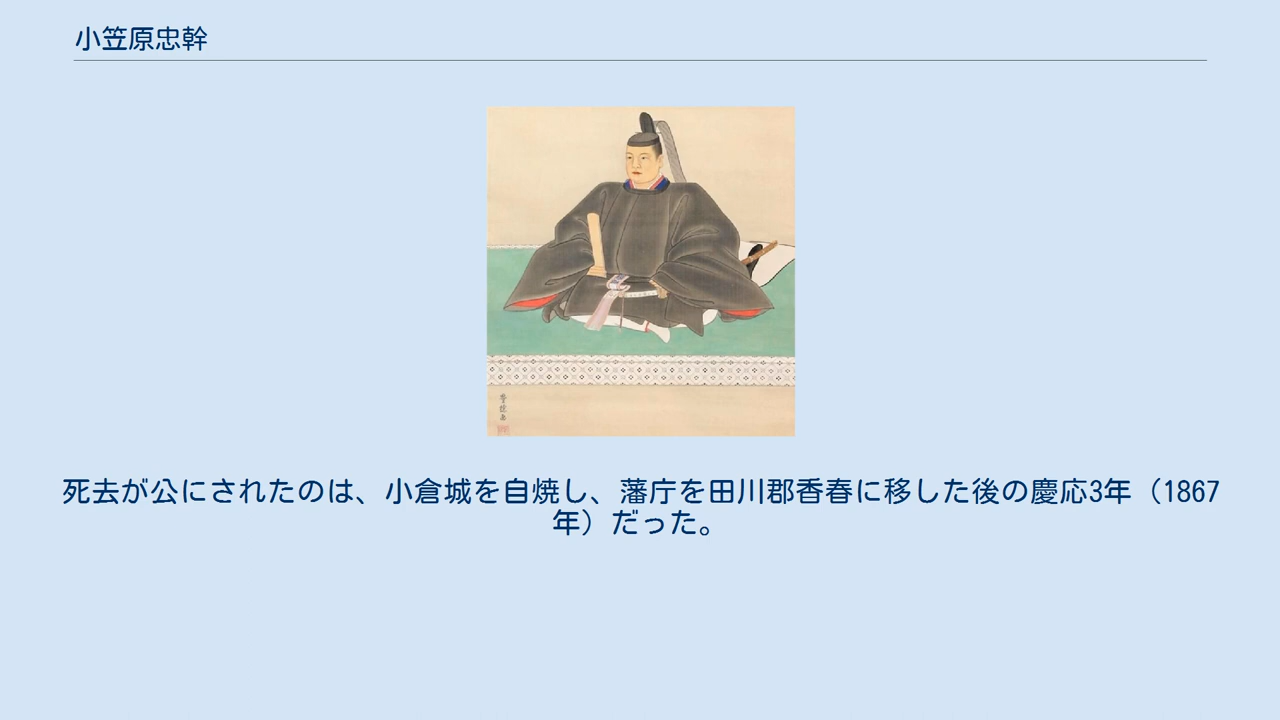 小笠原忠幹
死去が公にされたのは、小倉城を自焼し、藩庁を田川郡香春に移した後の慶応3年（1867
年）だった。